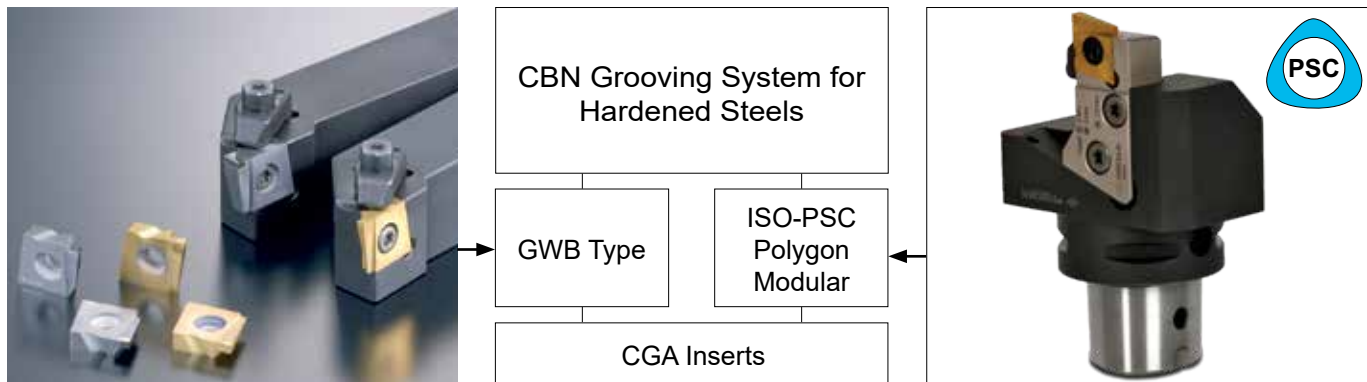 CBN Grooving System for
Hardened Steels
GWB Type
ISO-PSC
Polygon
Modular
CGA Inserts
PSC